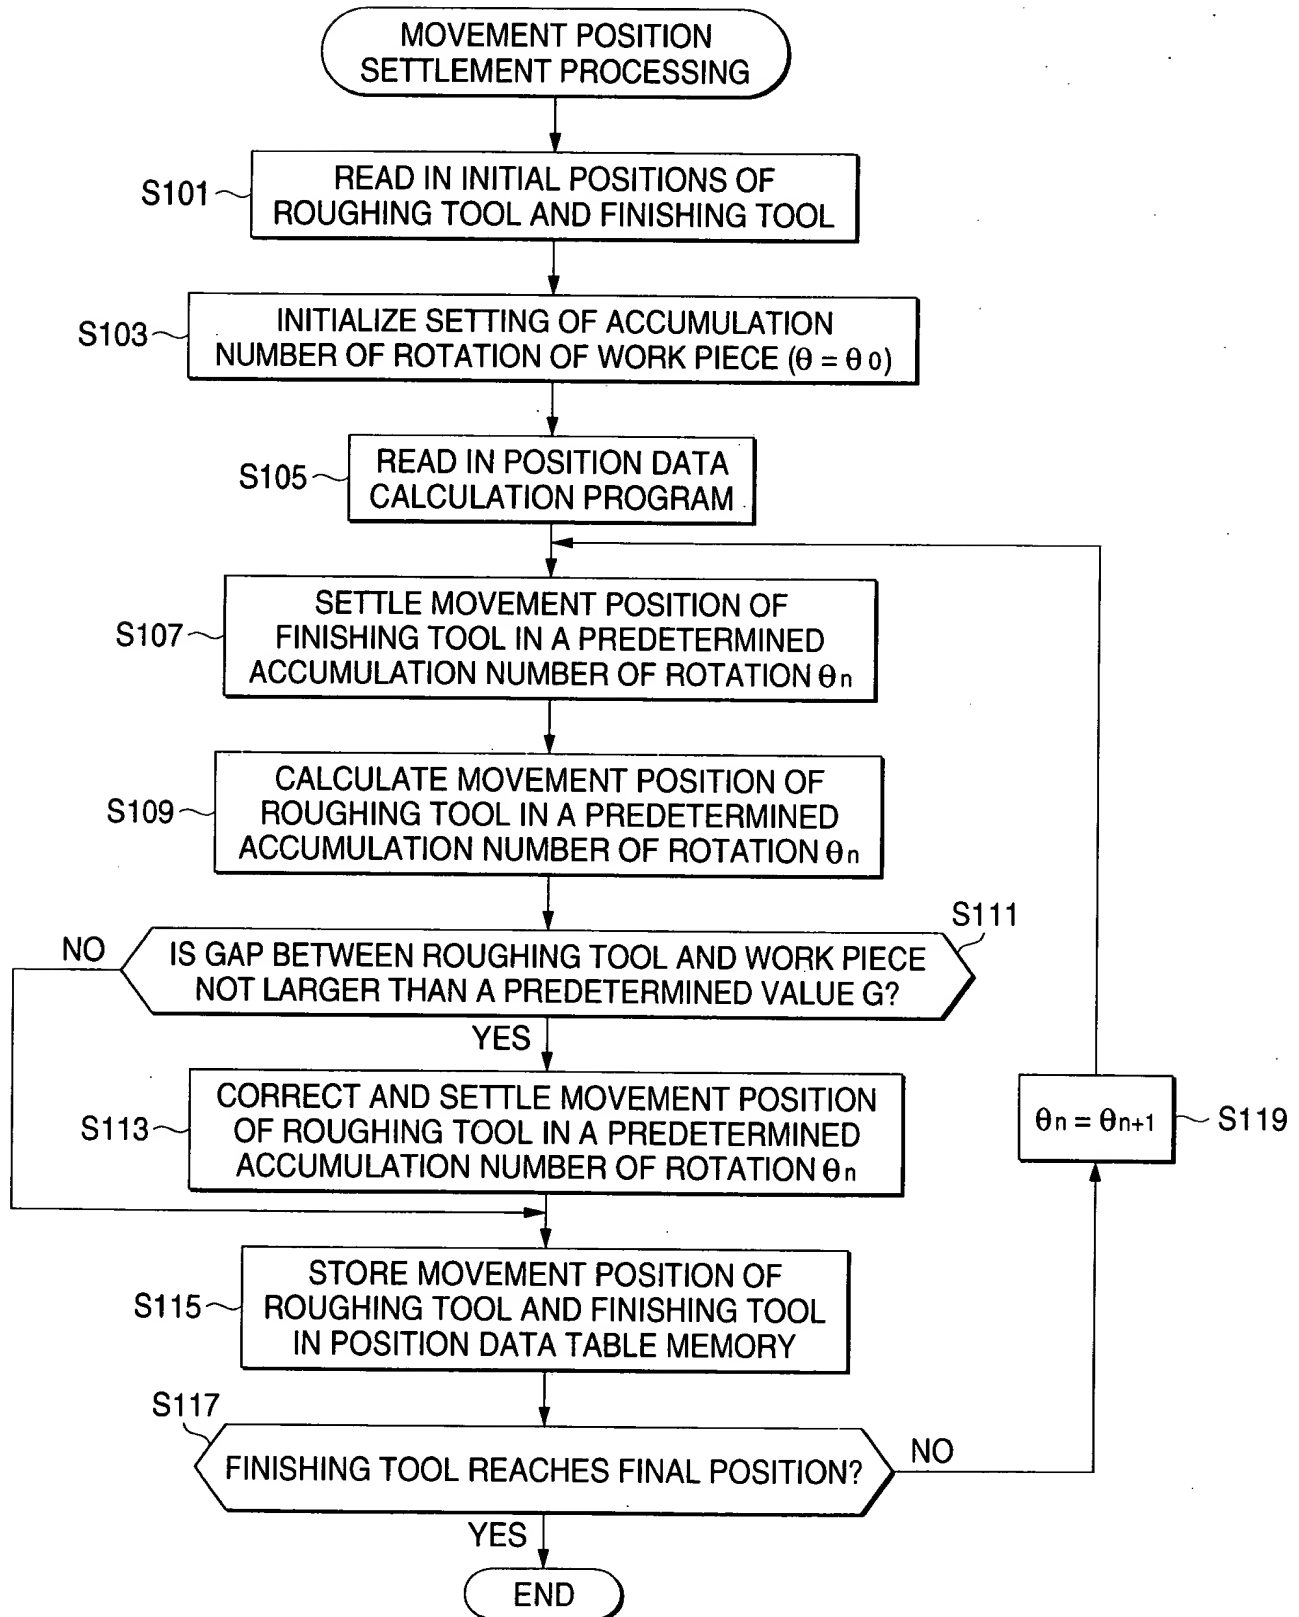 MOVEMENT POSITION
SETTLEMENT PROCESSING
S101
READ IN INITIAL POSITIONS OF
ROUGHING TOOL AND FINISHING TOOL
S103
INITIALIZE SETTING OF ACCUMULATION
NUMBER OF ROTATION OF WORK PIECE (θ = θ0)
S105
READ IN POSITION DATA
CALCULATION PROGRAM
S107
SETTLE MOVEMENT POSITION OF
FINISHING TOOL IN A PREDETERMINED
ACCUMULATION NUMBER OF ROTATION θn
S109
CALCULATE MOVEMENT POSITION OF
ROUGHING TOOL IN A PREDETERMINED
ACCUMULATION NUMBER OF ROTATION θn
S111
NO
IS GAP BETWEEN ROUGHING TOOL AND WORK PIECE
NOT LARGER THAN A PREDETERMINED VALUE G?
YES
S113
CORRECT AND SETTLE MOVEMENT POSITION
OF ROUGHING TOOL IN A PREDETERMINED
ACCUMULATION NUMBER OF ROTATION θn
θn = θn+1
S119
S115
STORE MOVEMENT POSITION OF
ROUGHING TOOL AND FINISHING TOOL
IN POSITION DATA TABLE MEMORY
S117
FINISHING TOOL REACHES FINAL POSITION?
NO
YES
END